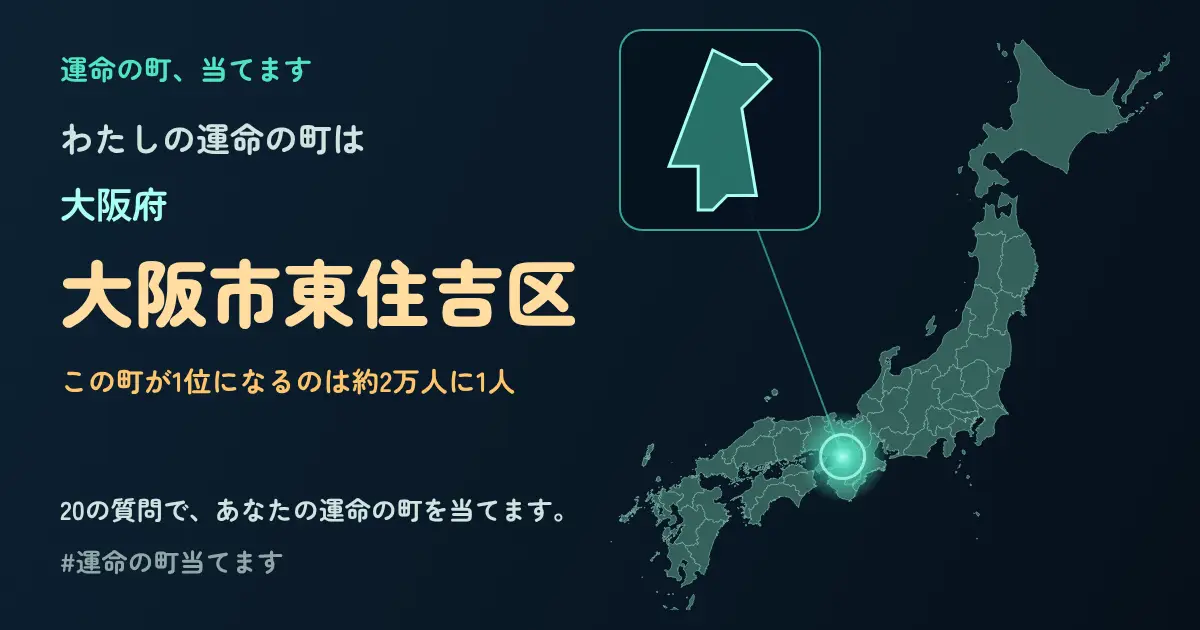 運命の町、当てます
わたしの運命の町は
大阪府
大阪市東住吉区
この町が1位になるのは約2万人に1人
20の質問で、あなたの運命の町を当てます。
#運命の町当てます